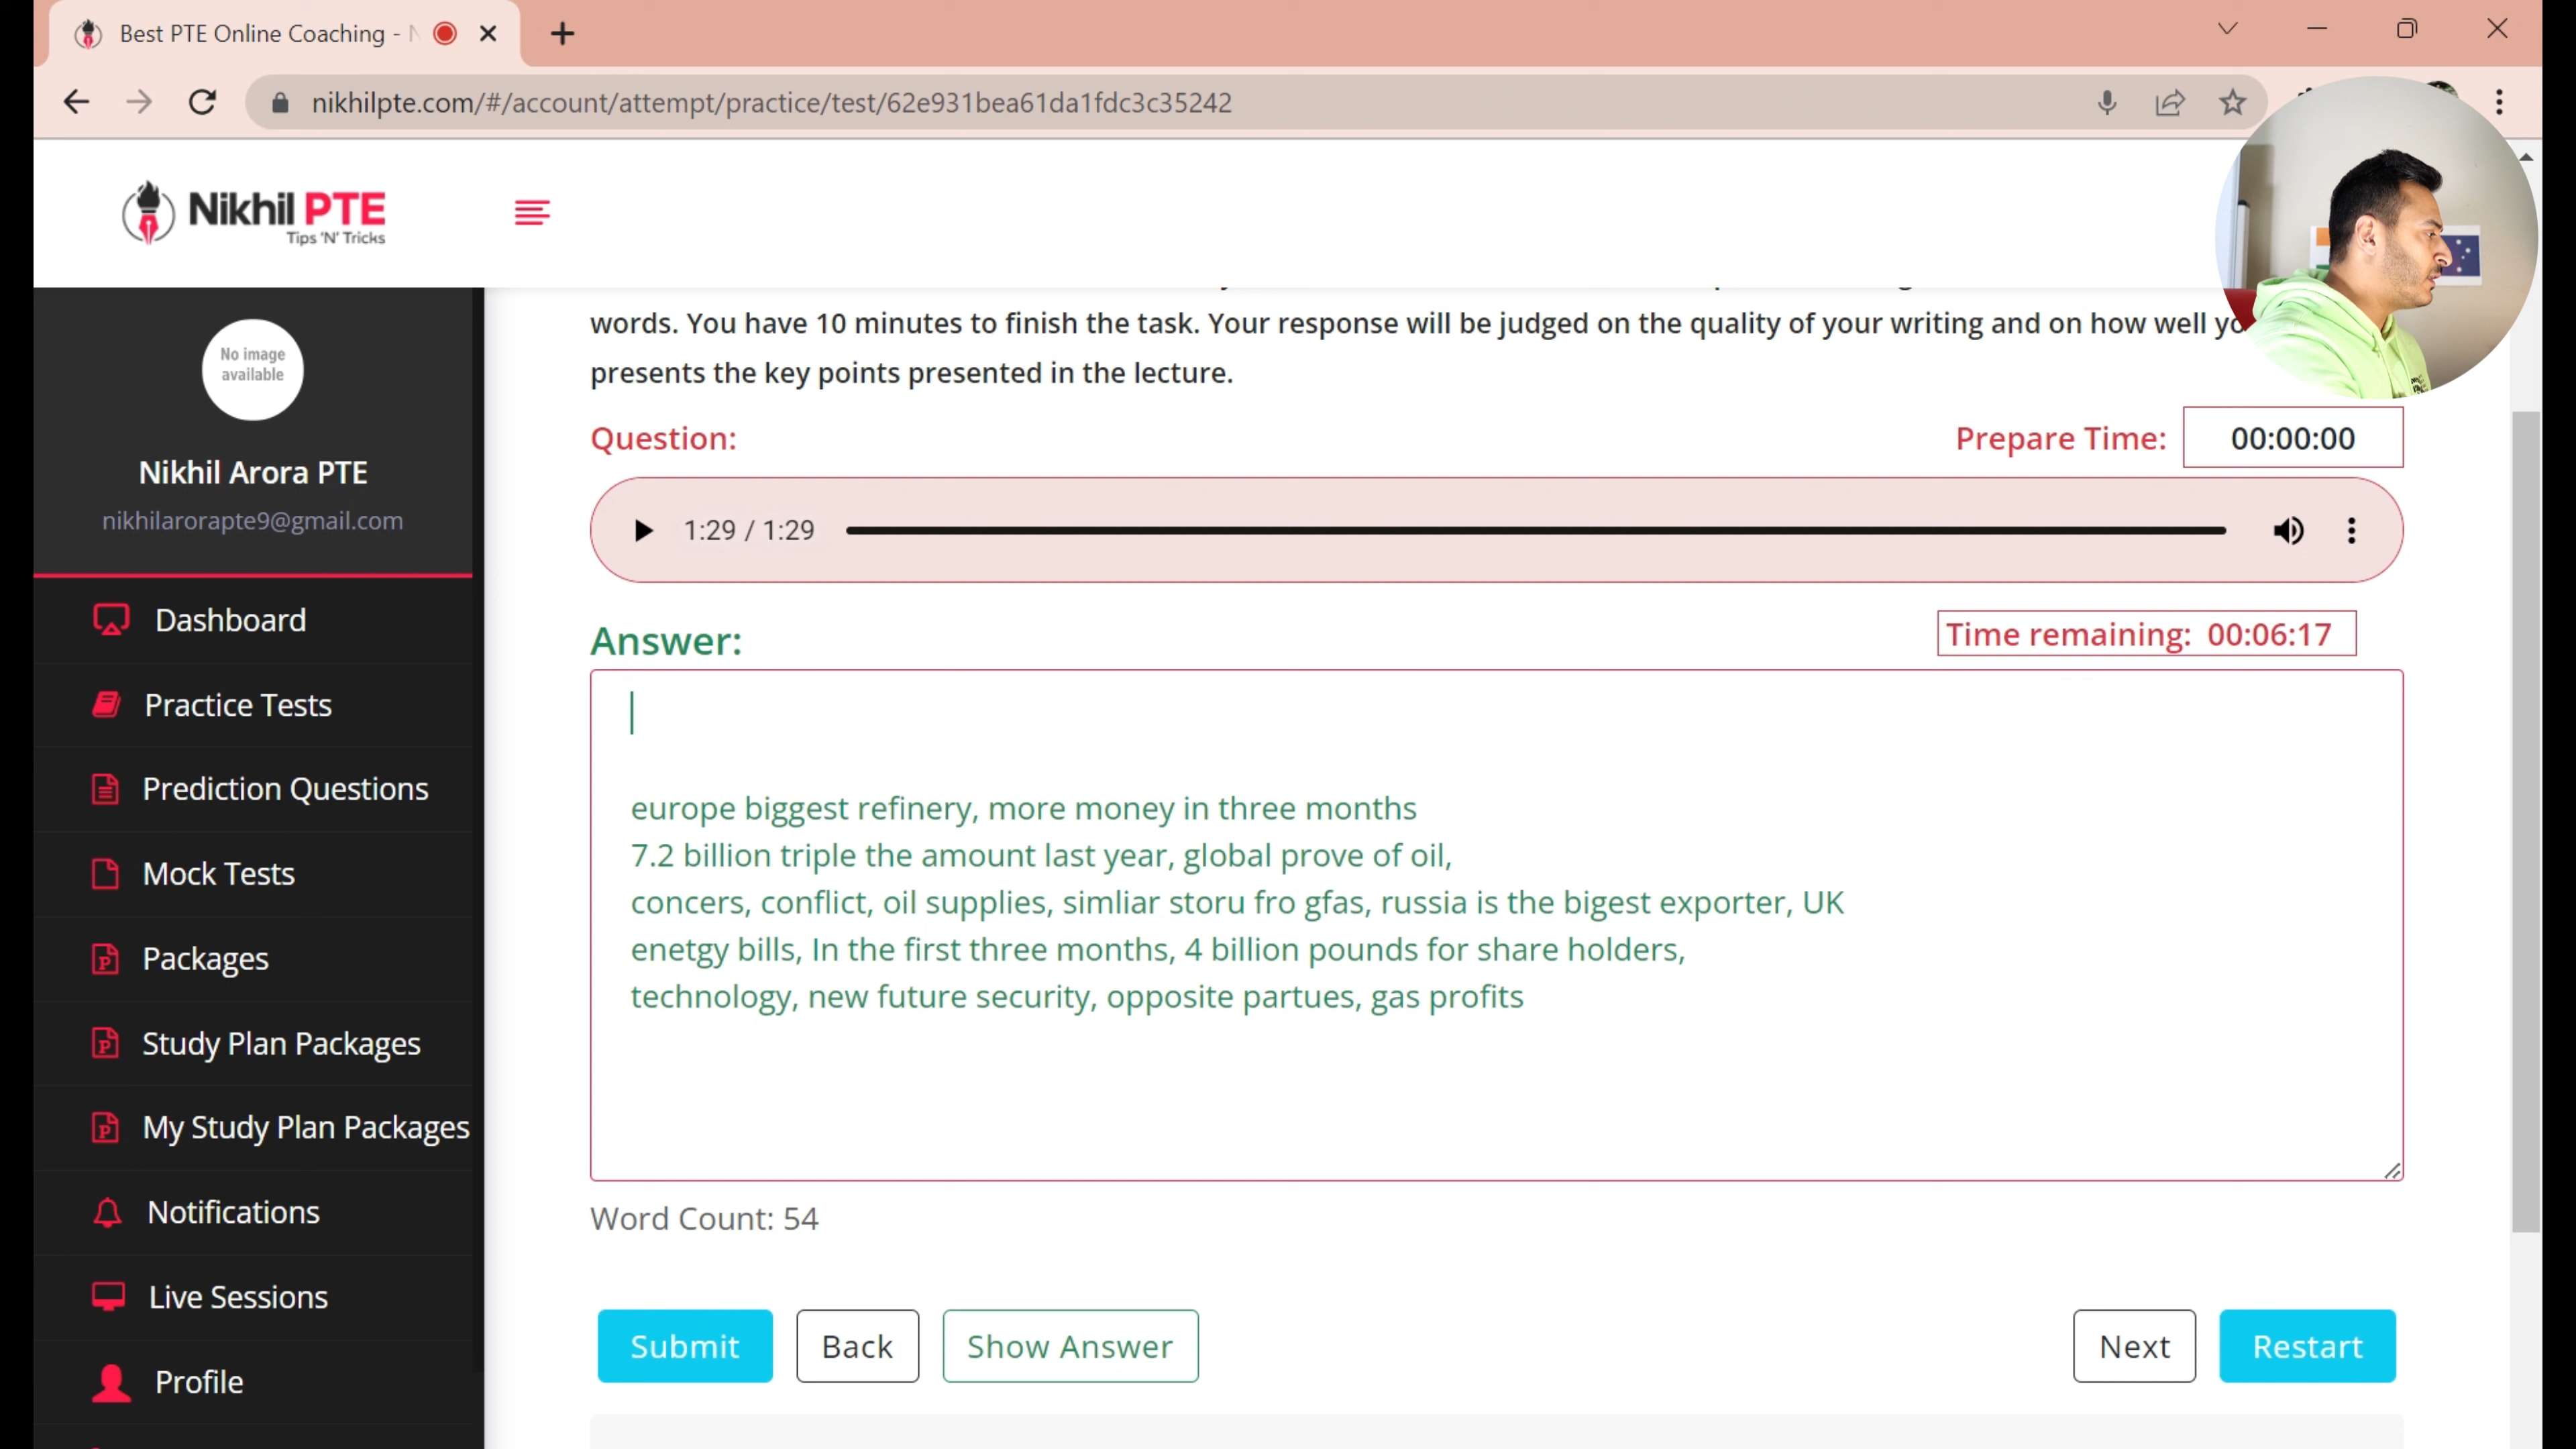 Best PTE Online Coaching - N
nikhilpte.com/#/account/attempt/practice/test/62e931bea61da1fdc3c35242
Nikhil PTE
Tips 'N' Tricks
No image
available
Nikhil Arora PTE
nikhilarorapte9@gmail.com
Dashboard
Practice Tests
Prediction Questions
Mock Tests
Packages
Study Plan Packages
My Study Plan Packages
Notifications
Live Sessions
Profile
words. You have 10 minutes to finish the task. Your response will be judged on the quality of your writing and on how well yo
presents the key points presented in the lecture.
Question:
Prepare Time: 00:00:00
1:29 / 1:29
Answer:
Time remaining: 00:06:17
europe biggest refinery, more money in three months
7.2 billion triple the amount last year, global prove of oil,
concers, conflict, oil supplies, simliar storu fro gfas, russia is the bigest exporter, UK
enetgy bills, In the first three months, 4 billion pounds for share holders,
technology, new future security, opposite partues, gas profits
Word Count: 54
Submit
Back
Show Answer
Next
Restart